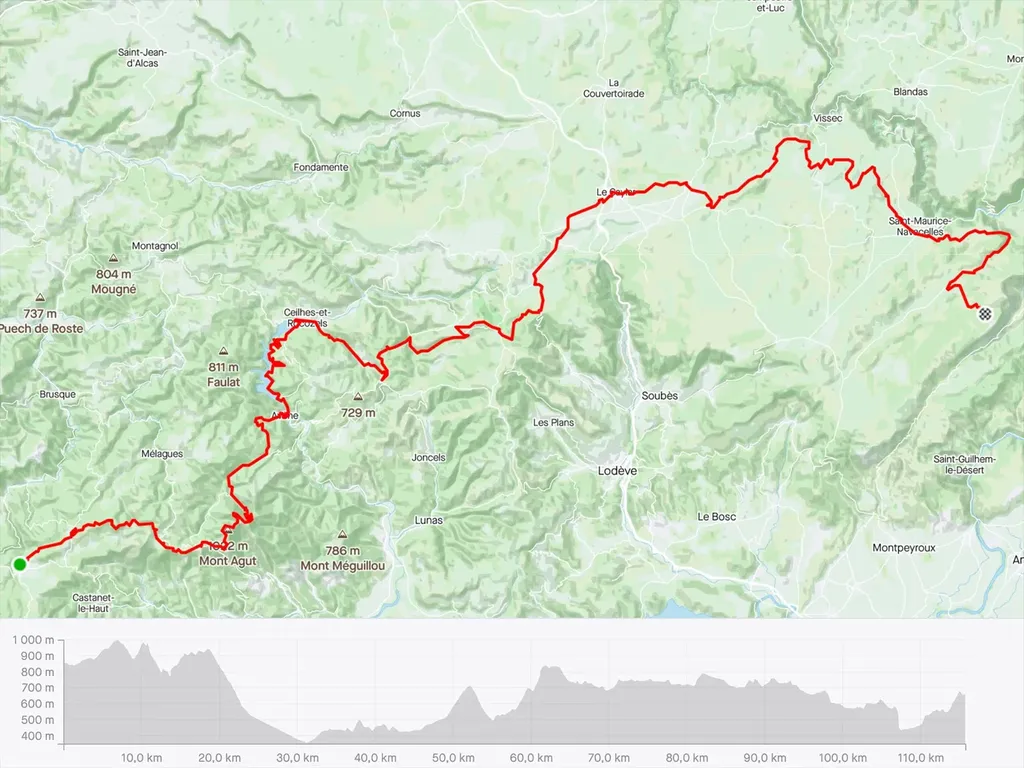 et-Luc
Saint-Jean-
d'Alcas
Mon
La
Couvertoirade
Blandas
Cornus
Vissec
Fondamente
Le Caylar
Saint-Maurice-
Navacelles
Montagnol
804 m
Mougné
737 m
Puech de Roste
Ceilhes-et-
Rocozels
811 m
Faulat
Brusque
729 m
Avène
Soubès
Les Plans
Mélagues
Joncels
Lodève
Saint-Guilhem-
le-Désert
Lunas
Le Bosc
1022 m
Mont Agut
786 m
Mont Méguillou
Montpeyroux
An
Castanet-
le-Haut
1 000 m
900 m
800 m
700 m
600 m
500 m
400 m
10,0 km
20,0 km
30,0 km
40,0 km
50,0 km
60,0 km
70,0 km
80,0 km
90,0 km
100,0 km
110,0 km